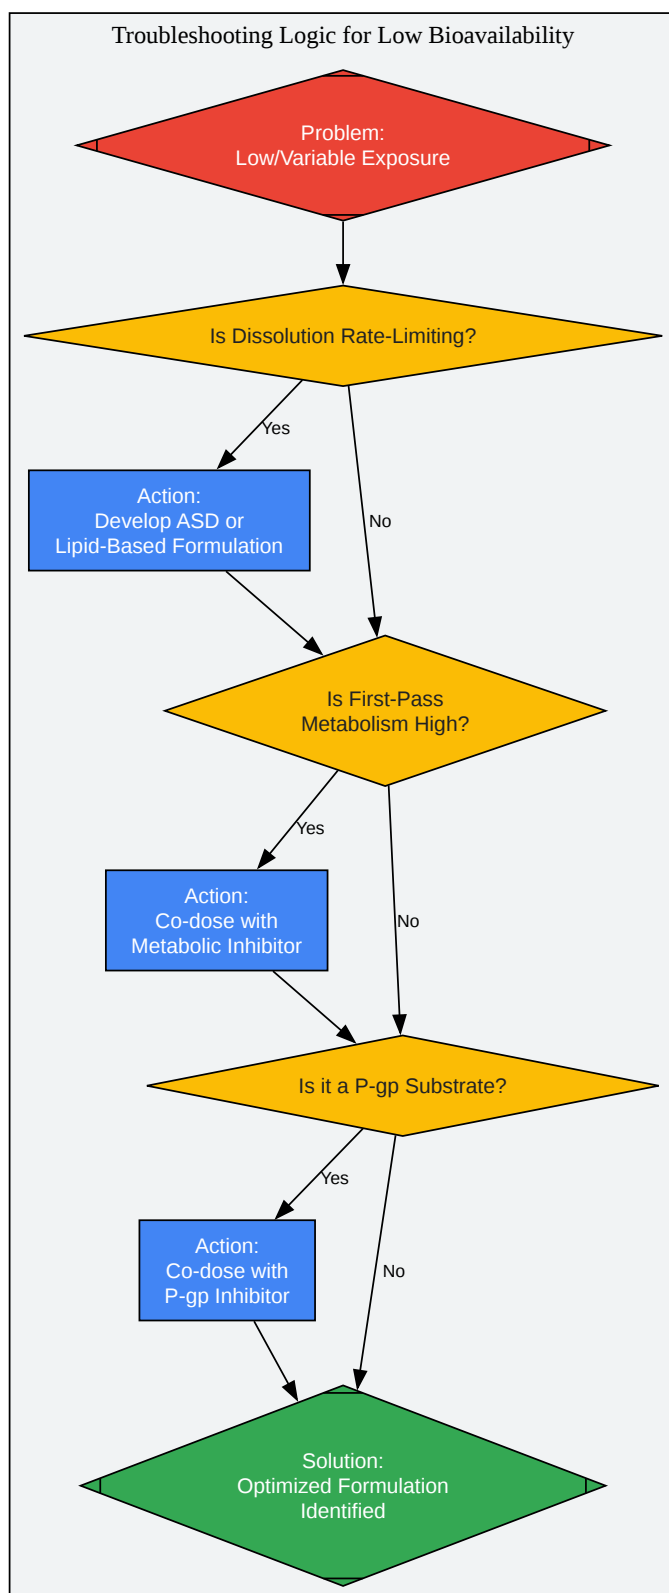 Troubleshooting Logic for Low Bioavailability
Problem:
Low/Variable Exposure
Is Dissolution Rate-Limiting?
Yes
Action:
Develop ASD or
Lipid-Based Formulation
No
Is First-Pass
Metabolism High?
Yes
Action:
Co-dose with
Metabolic Inhibitor
No
Is it a P-gp Substrate?
Yes
Action:
Co-dose with
P-gp Inhibitor
No
Solution:
Optimized Formulation
Identified